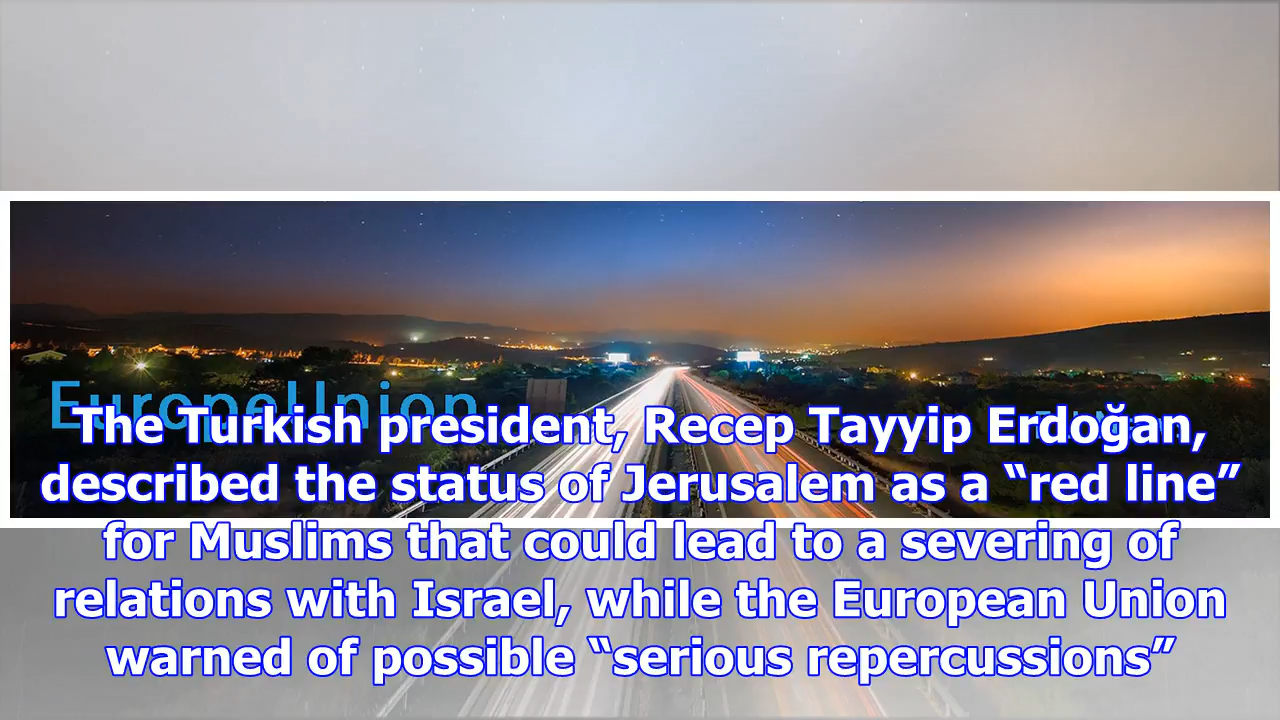 EuropeUnion
The Turkish president, Recep Tayyip Erdoğan,
described the status of Jerusalem as a “red line”
for Muslims that could lead to a severing of
relations with Israel, while the European Union
warned of possible “serious repercussions”